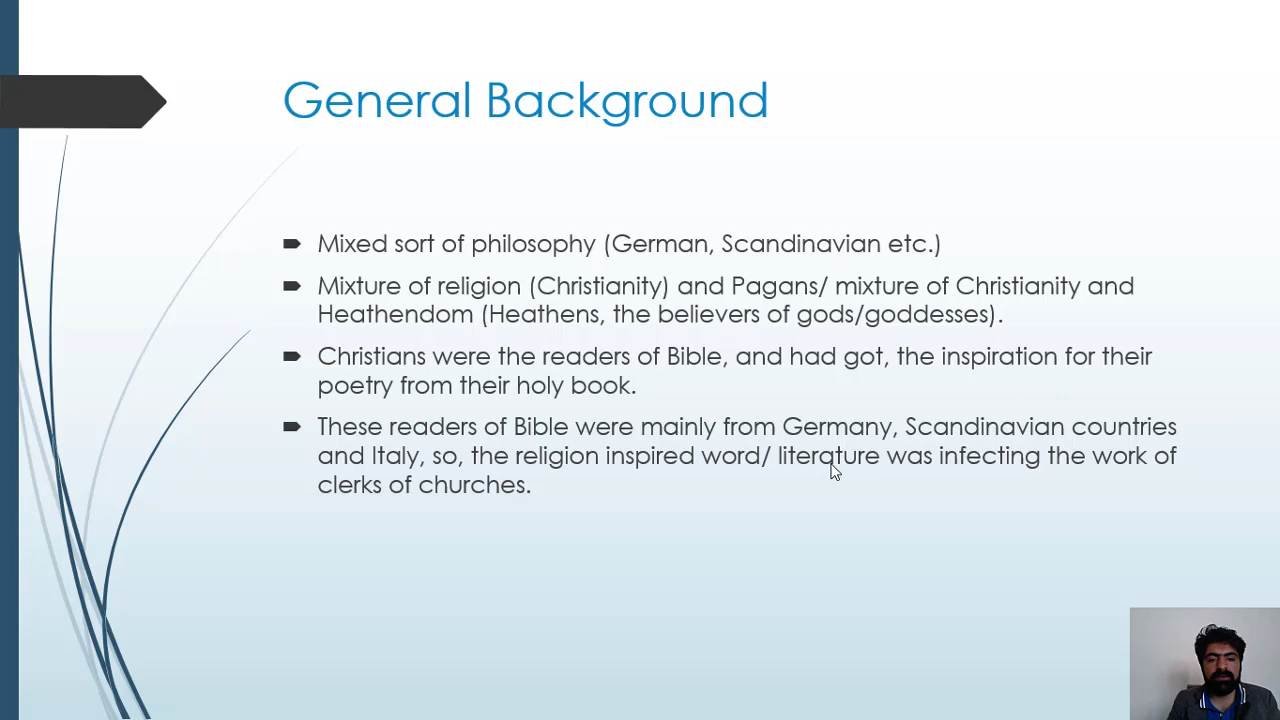 General Background
Mixed sort of philosophy (German, Scandinavian etc.)
Mixture of religion (Christianity) and Pagans/ mixture of Christianity and
Heathendom (Heathens, the believers of gods/goddesses).
Christians were the readers of Bible, and had got, the inspiration for their
poetry from their holy book.
These readers of Bible were mainly from Germany, Scandinavian countries
and Italy, so, the religion inspired word/ literature was infecting the work of
clerks of churches.